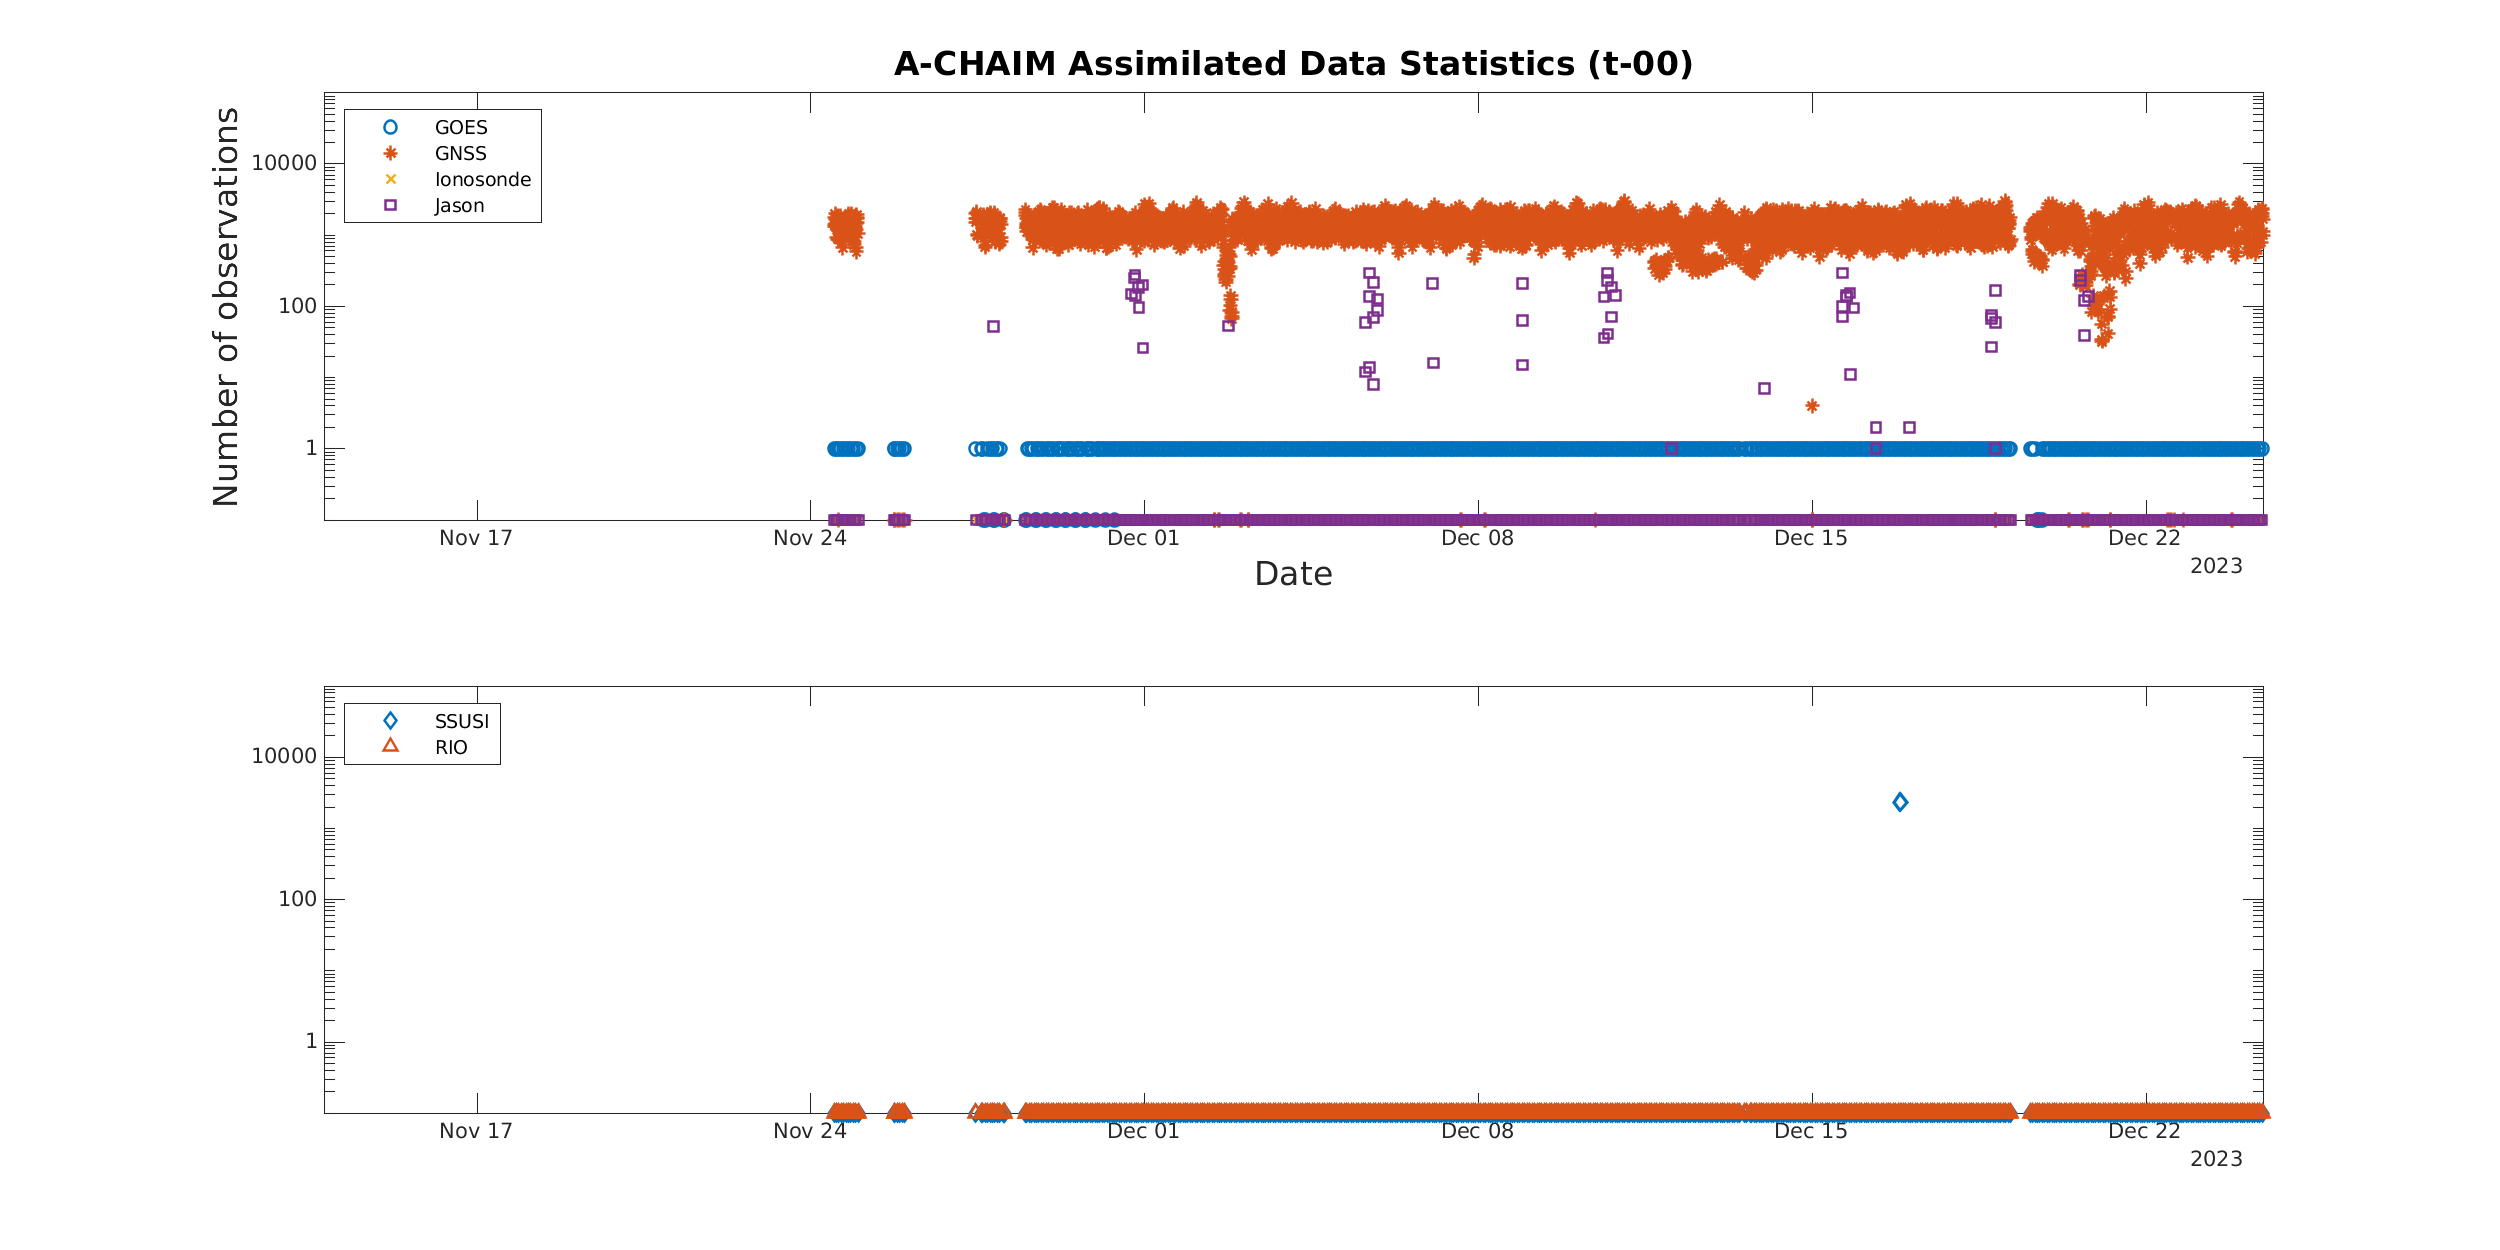 A-CHAIM Assimilated Data Statistics (t-00)
Number of observations
10000
100
1
GOES
GNSS
Ionosonde
Jason
Nov 17
Nov 24
Dec 01
Dec 08
Dec 15
Dec 22
2023
Date
10000
100
1
SSUSI
RIO
Nov 17
Nov 24
Dec 01
Dec 08
Dec 15
Dec 22
2023